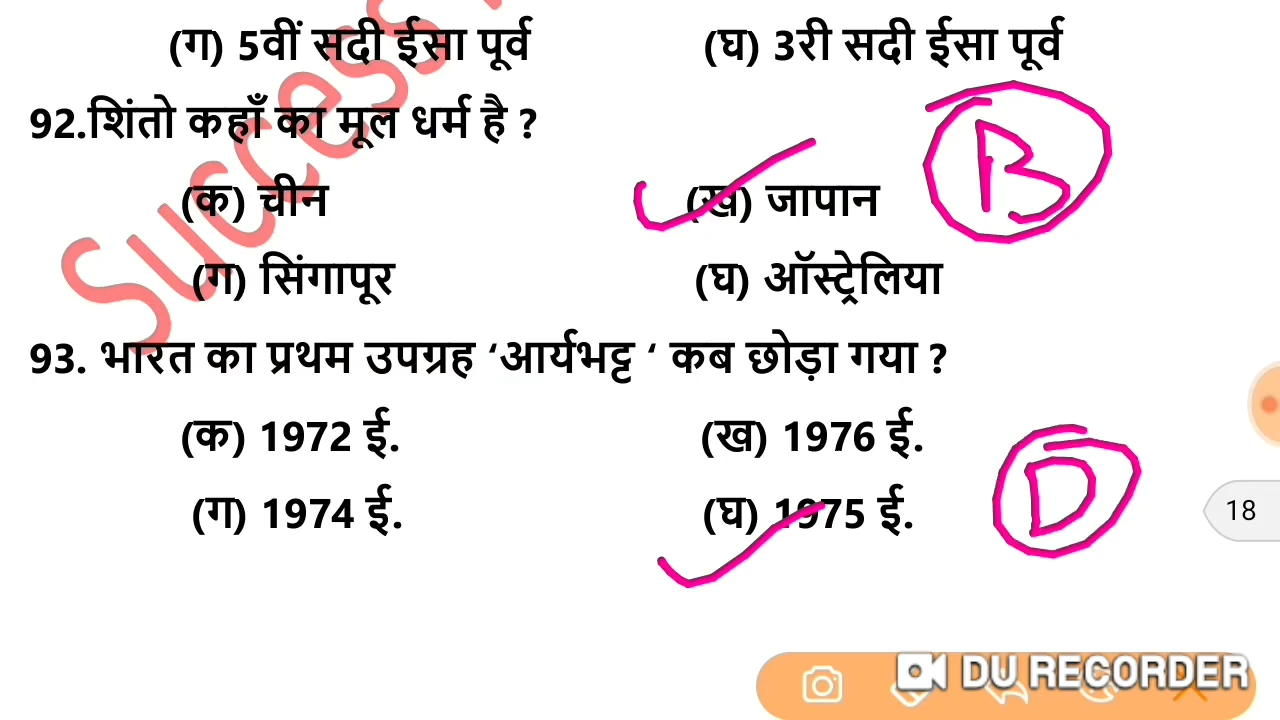 (ग) 5वीं सदी ईसा पूर्व (घ) 3री सदी ईसा पूर्व
92.शिंतो कहाँ का मूल धर्म है ?
(क) चीन (ख) जापान
B
(ग) सिंगापूर (घ) ऑस्ट्रेलिया
93. भारत का प्रथम उपग्रह ‘आर्यभट्ट ‘ कब छोड़ा गया ?
(क) 1972 ई. (ख) 1976 ई.
(ग) 1974 ई. (घ) 1975 ई.
D
18
Success
DU RECORDER